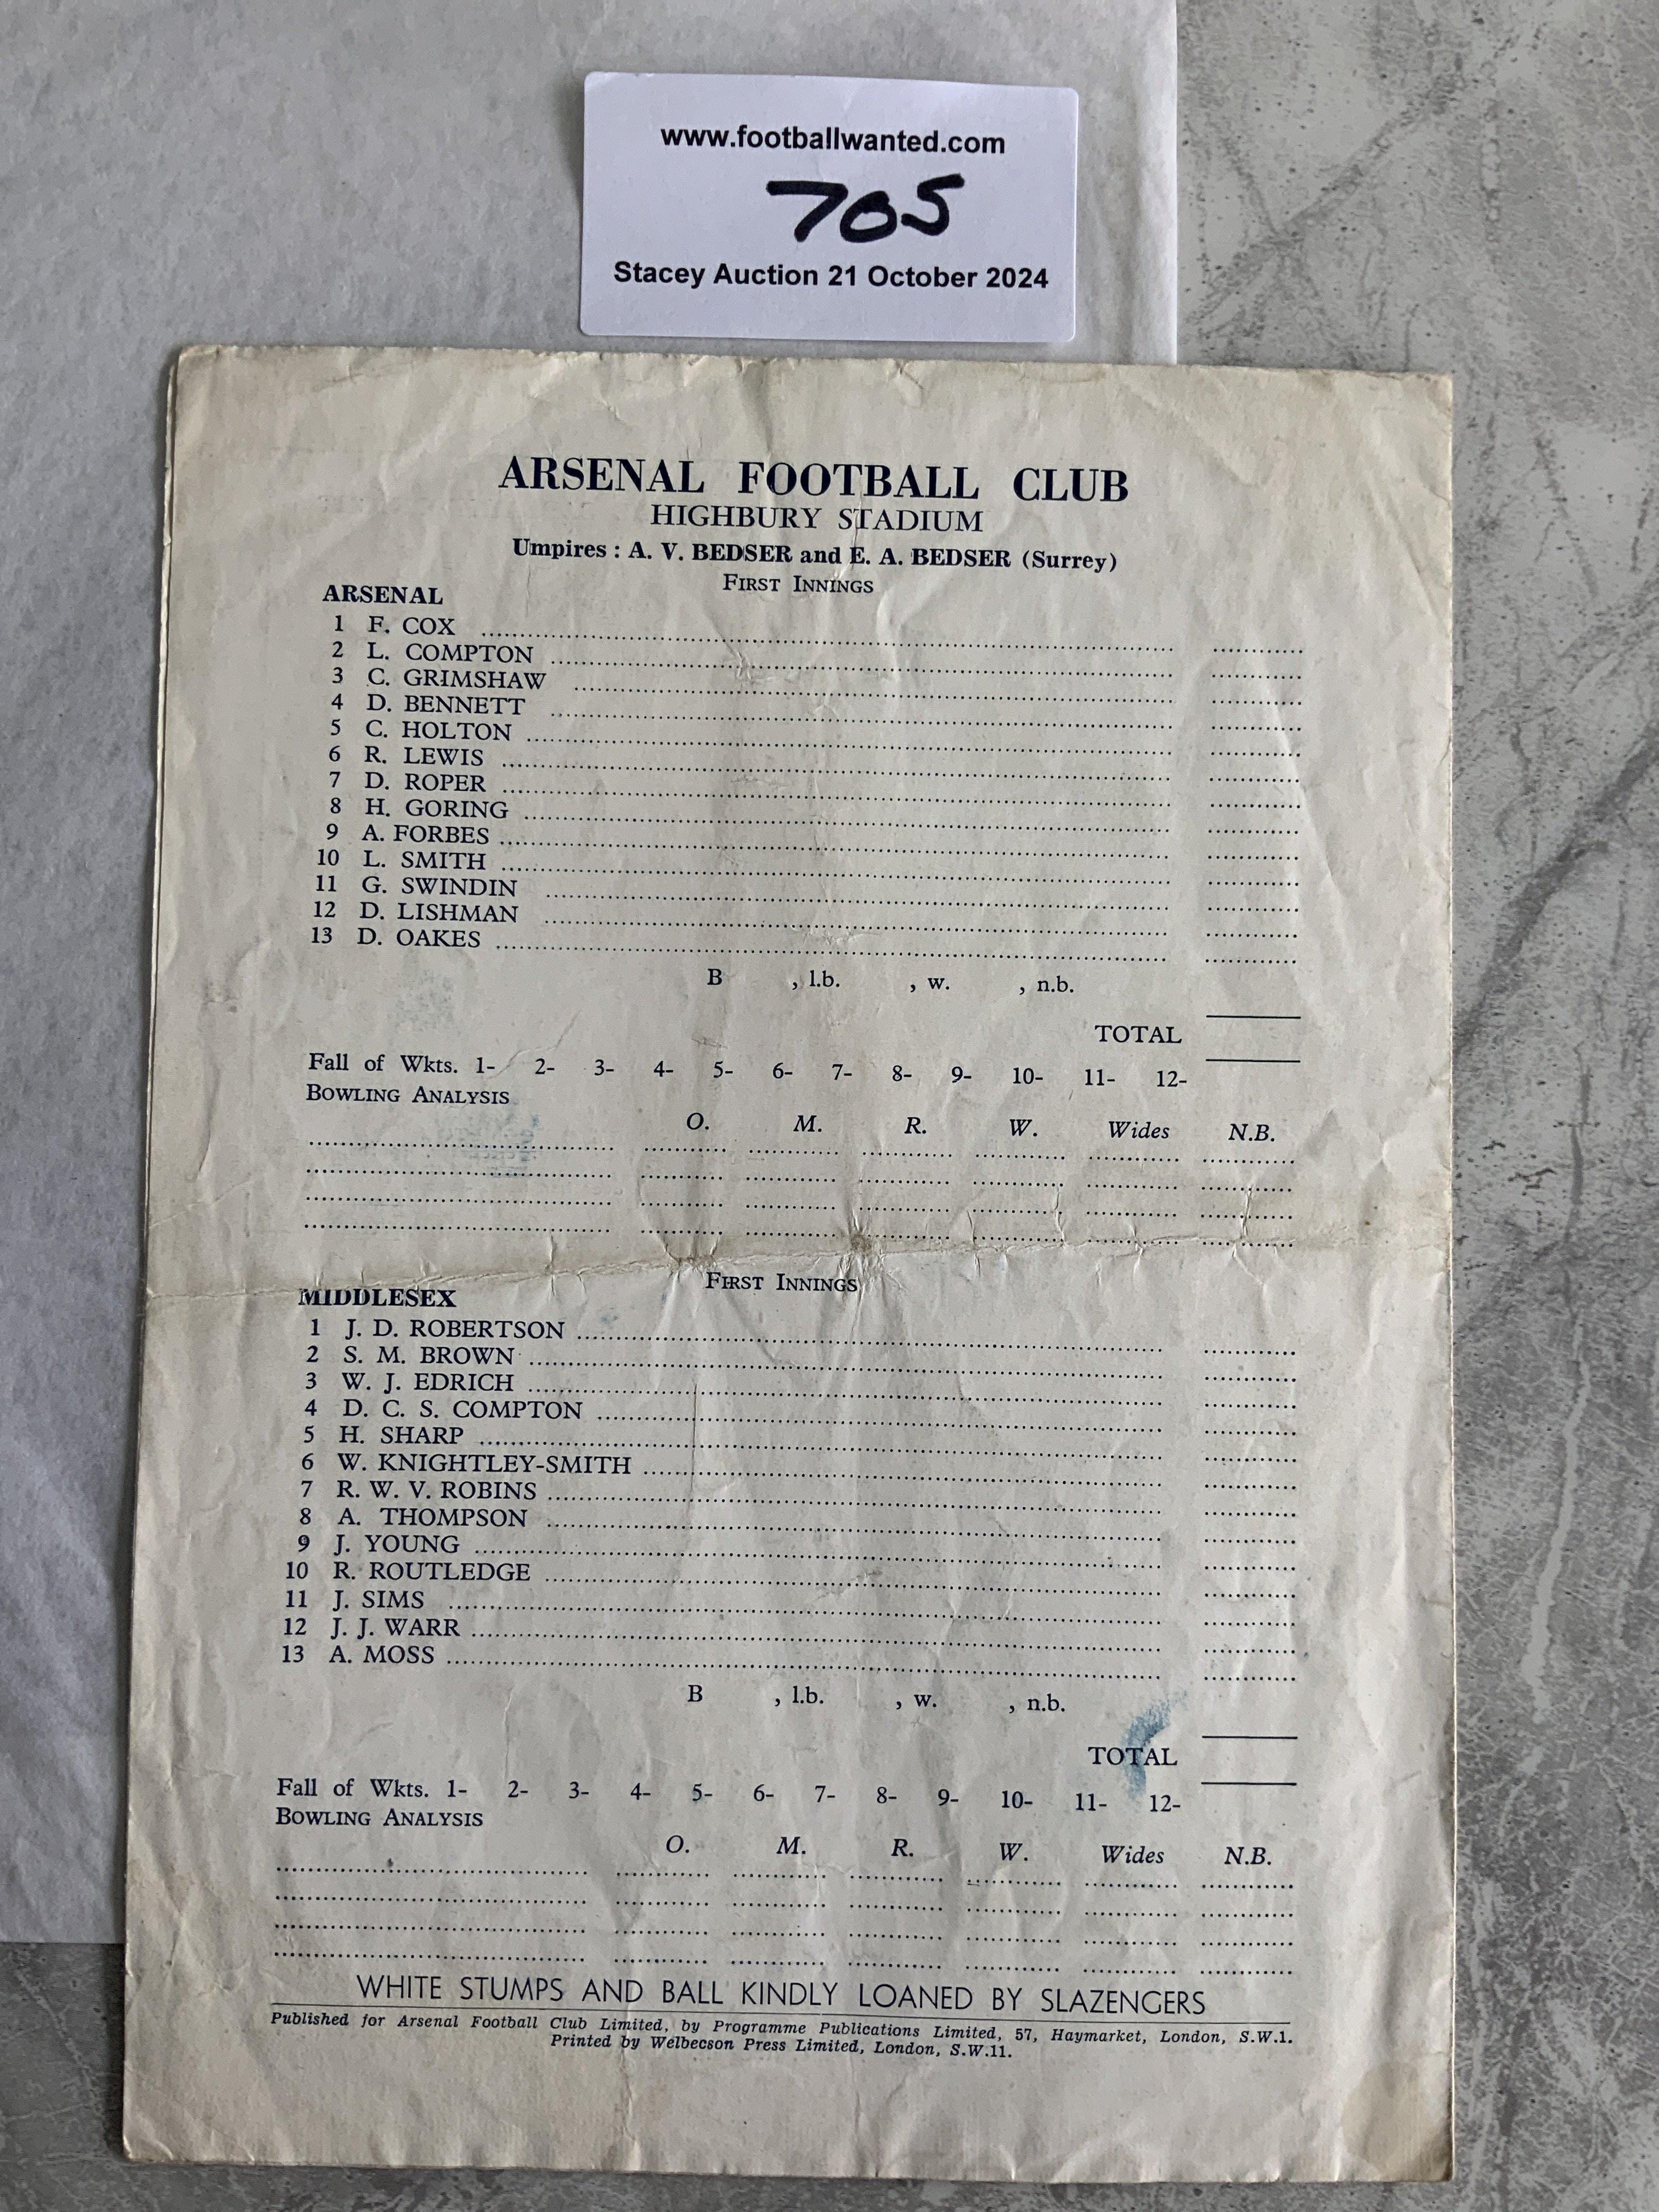 www.footballwanted.com
705
Stacey Auction 21 October 2024
ARSENAL FOOTBALL CLUB
HIGHBURY STADIUM
Umpires : A. V. BEDSER and E. A. BEDSER (Surrey)
FIRST INNINGS
ARSENAL
1 F. COX
2 L. COMPTON
3 C. GRIMSHAW
4 D. BENNETT
5 C. HOLTON
6 R. LEWIS
7 D. ROPER
8 H. GORING
9 A. FORBES
10 L. SMITH
11 G. SWINDIN
12 D. LISHMAN
13 D. OAKES
B , l.b. , w. , n.b.
TOTAL
Fall of Wkts. 1- 2- 3- 4- 5- 6- 7- 8- 9- 10- 11- 12-
BOWLING ANALYSIS
O. M. R. W. Wides N.B.
FIRST INNINGS
MIDDLESEX
1 J. D. ROBERTSON
2 S. M. BROWN
3 W. J. EDRICH
4 D. C. S. COMPTON
5 H. SHARP
6 W. KNIGHTLEY-SMITH
7 R. W. V. ROBINS
8 A. THOMPSON
9 J. YOUNG
10 R. ROUTLEDGE
11 J. SIMS
12 J. J. WARR
13 A. MOSS
B , l.b. , w. , n.b.
TOTAL
Fall of Wkts. 1- 2- 3- 4- 5- 6- 7- 8- 9- 10- 11- 12-
BOWLING ANALYSIS
O. M. R. W. Wides N.B.
WHITE STUMPS AND BALL KINDLY LOANED BY SLAZENGERS
Published for Arsenal Football Club Limited, by Programme Publications Limited, 57, Haymarket, London, S.W.1.
Printed by Welbecson Press Limited, London, S.W.11.